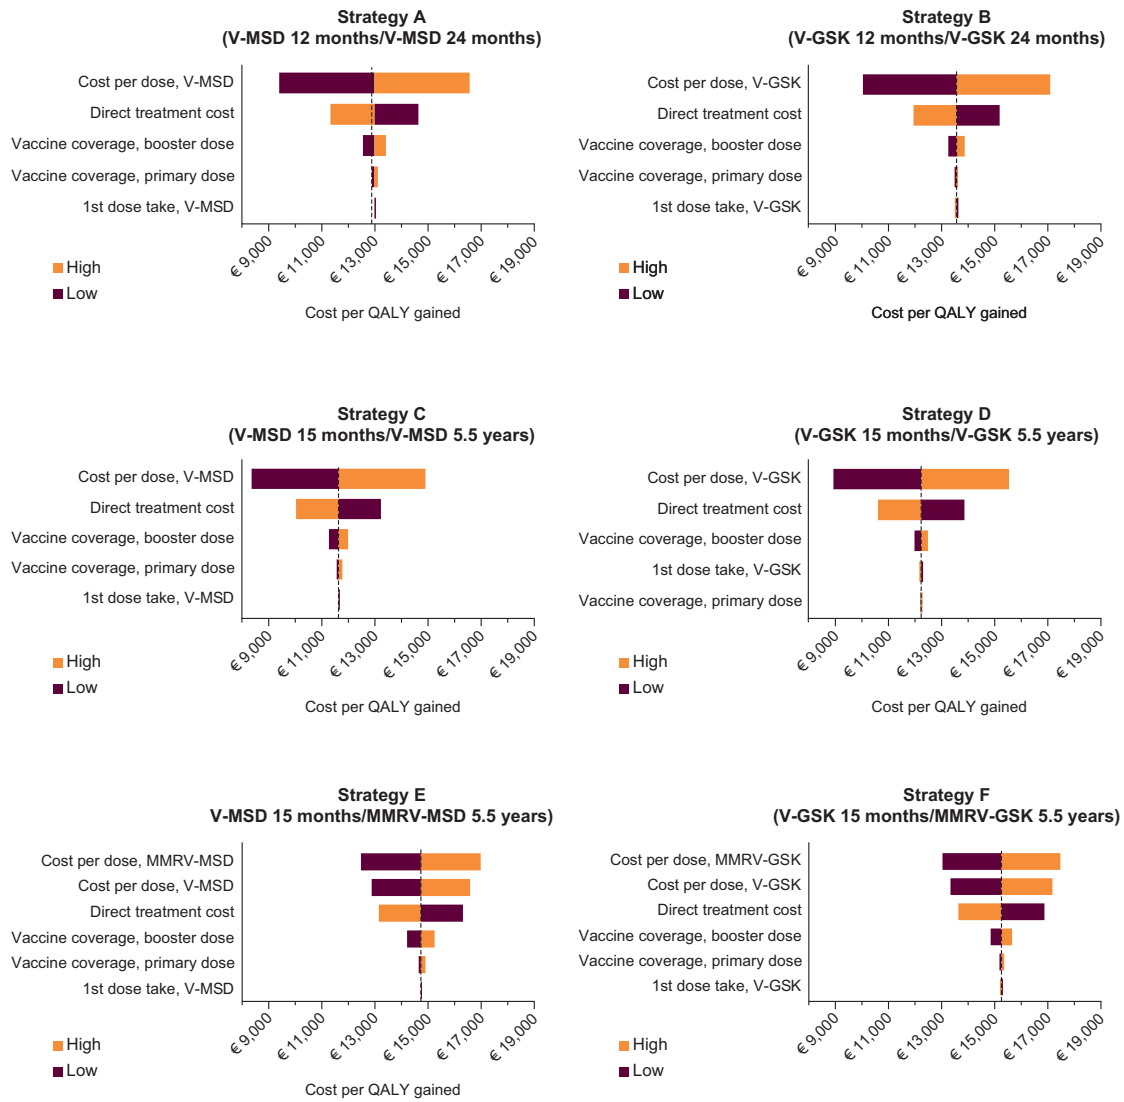 Strategy A
(V-MSD 12 months/V-MSD 24 months)
Cost per dose, V-MSD
Direct treatment cost
Vaccine coverage, booster dose
Vaccine coverage, primary dose
1st dose take, V-MSD
€ 9,000
€ 11,000
€ 13,000
€ 15,000
€ 17,000
€ 19,000
High
Low
Cost per QALY gained
Strategy B
(V-GSK 12 months/V-GSK 24 months)
Cost per dose, V-GSK
Direct treatment cost
Vaccine coverage, booster dose
Vaccine coverage, primary dose
1st dose take, V-GSK
€ 9,000
€ 11,000
€ 13,000
€ 15,000
€ 17,000
€ 19,000
High
Low
Cost per QALY gained
Strategy C
(V-MSD 15 months/V-MSD 5.5 years)
Cost per dose, V-MSD
Direct treatment cost
Vaccine coverage, booster dose
Vaccine coverage, primary dose
1st dose take, V-MSD
€ 9,000
€ 11,000
€ 13,000
€ 15,000
€ 17,000
€ 19,000
High
Low
Cost per QALY gained
Strategy D
(V-GSK 15 months/V-GSK 5.5 years)
Cost per dose, V-GSK
Direct treatment cost
Vaccine coverage, booster dose
1st dose take, V-GSK
Vaccine coverage, primary dose
€ 9,000
€ 11,000
€ 13,000
€ 15,000
€ 17,000
€ 19,000
High
Low
Cost per QALY gained
Strategy E
V-MSD 15 months/MMRV-MSD 5.5 years)
Cost per dose, MMRV-MSD
Cost per dose, V-MSD
Direct treatment cost
Vaccine coverage, booster dose
Vaccine coverage, primary dose
1st dose take, V-MSD
€ 9,000
€ 11,000
€ 13,000
€ 15,000
€ 17,000
€ 19,000
High
Low
Cost per QALY gained
Strategy F
(V-GSK 15 months/MMRV-GSK 5.5 years)
Cost per dose, MMRV-GSK
Cost per dose, V-GSK
Direct treatment cost
Vaccine coverage, booster dose
Vaccine coverage, primary dose
1st dose take, V-GSK
€ 9,000
€ 11,000
€ 13,000
€ 15,000
€ 17,000
€ 19,000
High
Low